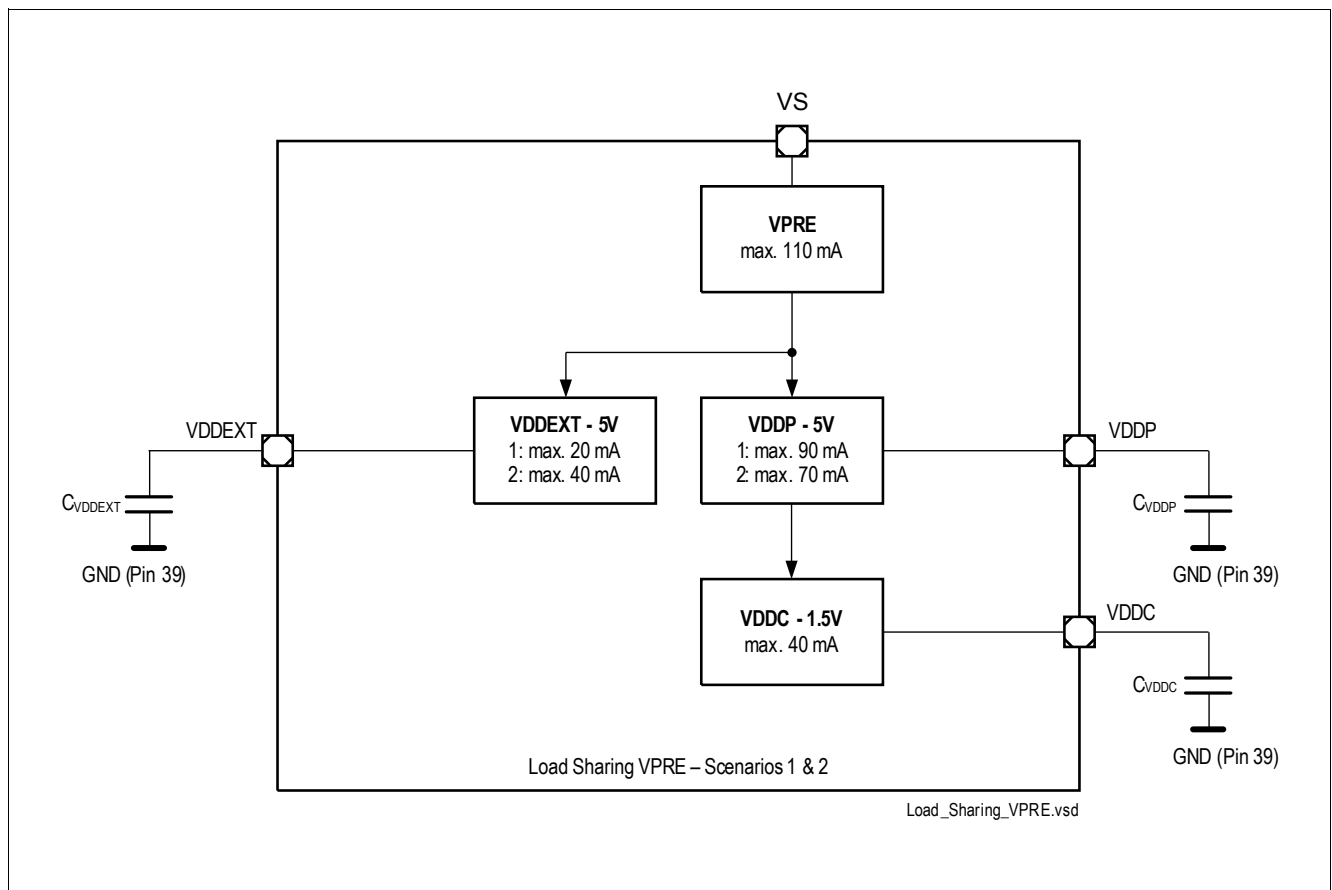 VS
VPRE
max. 110 mA
VDDEXT
VDDEXT - 5V
1: max. 20 mA
2: max. 40 mA
VDDP - 5V
1: max. 90 mA
2: max. 70 mA
VDDP
CVDDEXT
GND (Pin 39)
CVDDP
GND (Pin 39)
VDDC - 1.5V
max. 40 mA
VDDC
CVDDC
GND (Pin 39)
Load Sharing VPRE – Scenarios 1 & 2
Load_Sharing_VPRE.vsd